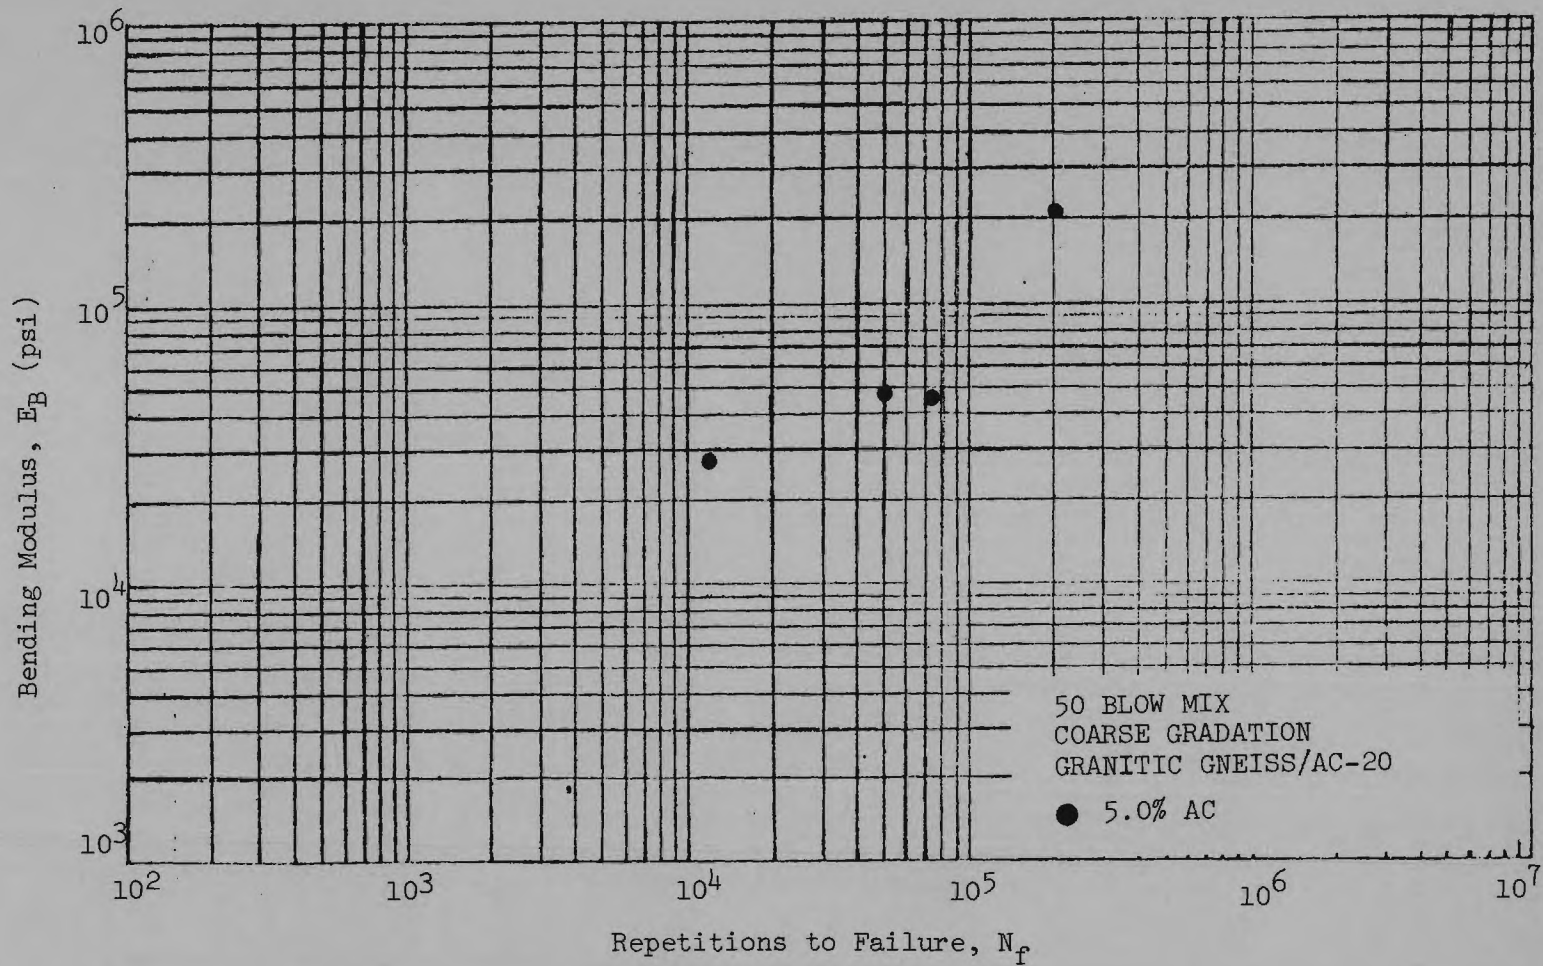 10^6
10^5
10^4
10^3
Bending Modulus, E_B (psi)
50 BLOW MIX
COARSE GRADATION
GRANITIC GNEISS/AC-20
● 5.0% AC
10^2 10^3 10^4 10^5 10^6 10^7
Repetitions to Failure, N_f